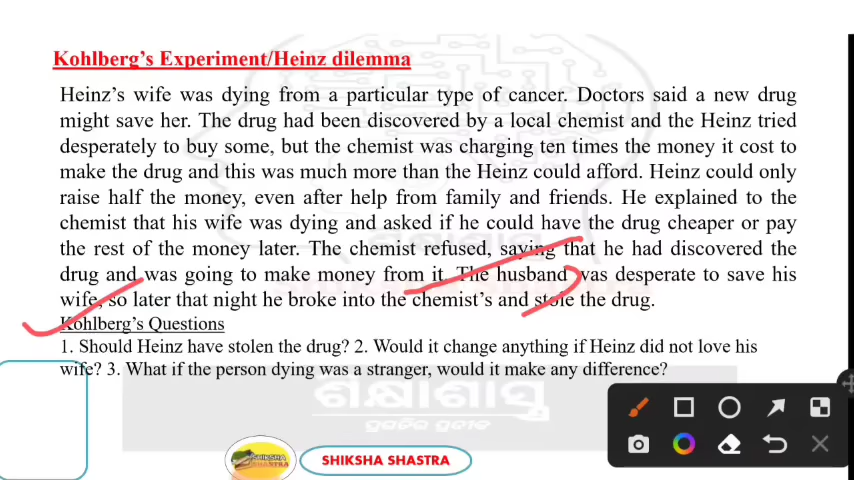 Kohlberg's Experiment/Heinz dilemma
Heinz's wife was dying from a particular type of cancer. Doctors said a new drug
might save her. The drug had been discovered by a local chemist and the Heinz tried
desperately to buy some, but the chemist was charging ten times the money it cost to
make the drug and this was much more than the Heinz could afford. Heinz could only
raise half the money, even after help from family and friends. He explained to the
chemist that his wife was dying and asked if he could have the drug cheaper or pay
the rest of the money later. The chemist refused, saying that he had discovered the
drug and was going to make money from it. The husband was desperate to save his
wife, so later that night he broke into the chemist's and stole the drug.
Kohlberg's Questions
1. Should Heinz have stolen the drug? 2. Would it change anything if Heinz did not love his
wife? 3. What if the person dying was a stranger, would it make any difference?
ଶିକ୍ଷାଶାସ୍ତ୍ର
SHIKSHA
SHASTRA
SHIKSHA SHASTRA